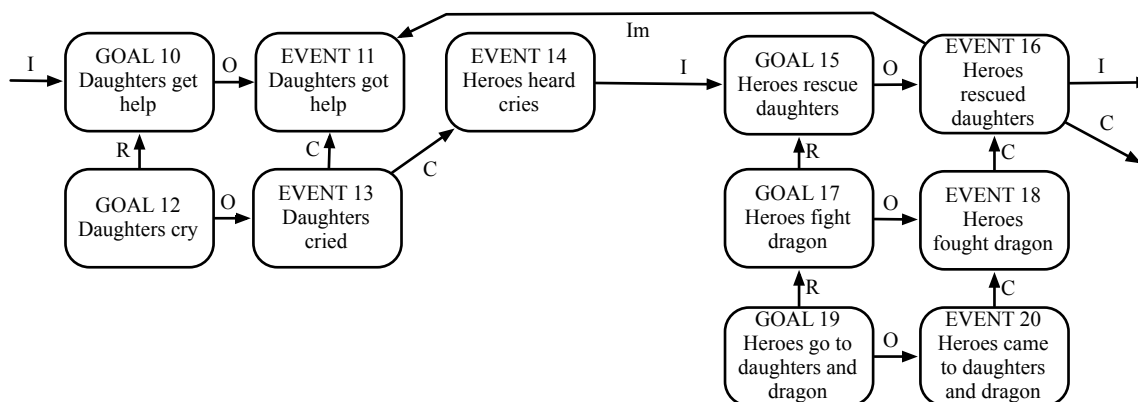 Im
GOAL 10
Daughters get
help
EVENT 11
Daughters got
help
EVENT 14
Heroes heard
cries
GOAL 15
Heroes rescue
daughters
EVENT 16
Heroes
rescued
daughters
I
O
I
O
I
C
R
C
C
R
C
GOAL 12
Daughters cry
O
EVENT 13
Daughters
cried
GOAL 17
Heroes fight
dragon
O
EVENT 18
Heroes
fought dragon
R
C
GOAL 19
Heroes go to
daughters and
dragon
O
EVENT 20
Heroes came
to daughters
and dragon